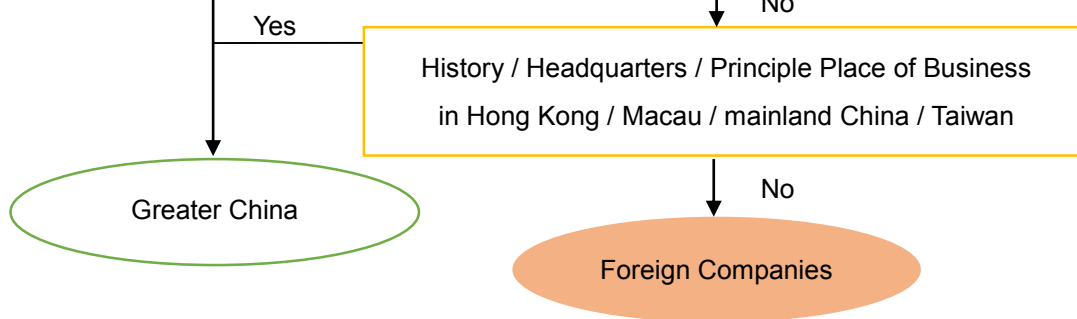 No
Yes
History / Headquarters / Principle Place of Business
in Hong Kong / Macau / mainland China / Taiwan
No
Greater China
Foreign Companies